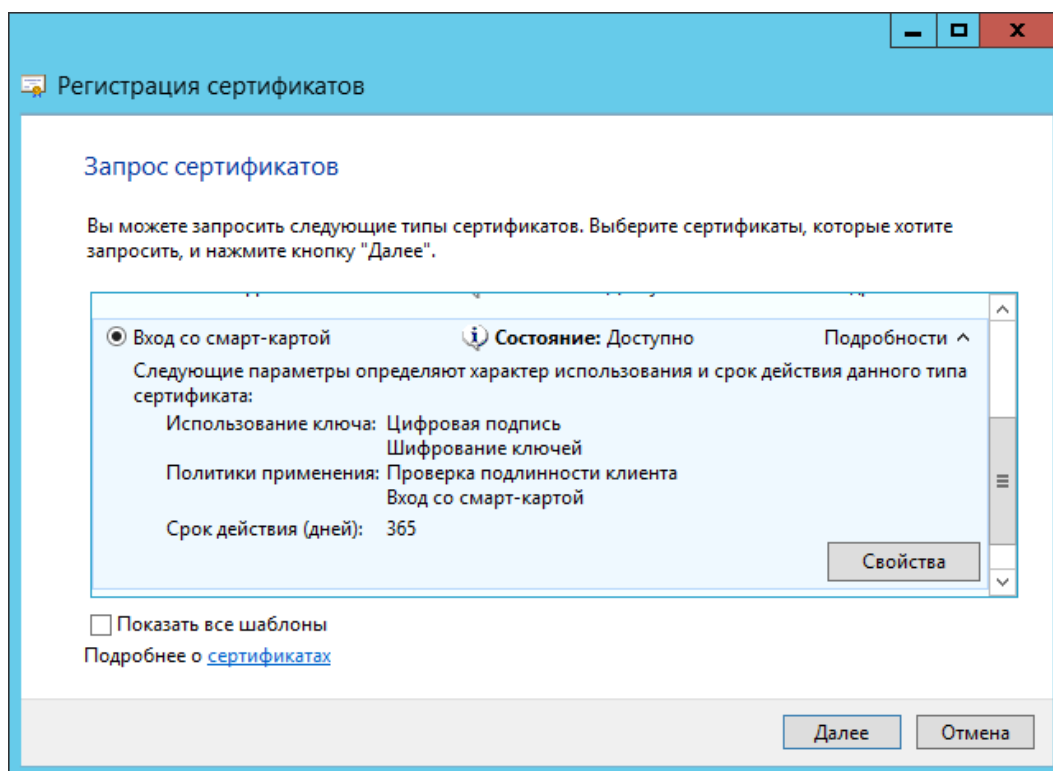 Регистрация сертификатов
Запрос сертификатов
Вы можете запросить следующие типы сертификатов. Выберите сертификаты, которые хотите
запросить, и нажмите кнопку "Далее".
Вход со смарт-картой Состояние: Доступно Подробности
Следующие параметры определяют характер использования и срок действия данного типа
сертификата:
Использование ключа: Цифровая подпись
Шифрование ключей
Политики применения: Проверка подлинности клиента
Вход со смарт-картой
Срок действия (дней): 365
Свойства
Показать все шаблоны
Подробнее о сертификатах
Далее Отмена